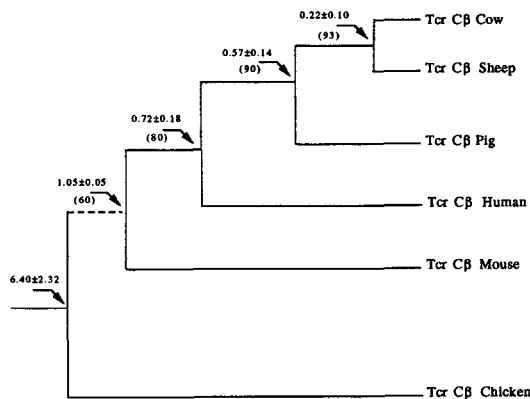 0.22±0.10
(93)
Tcr Cβ Cow
0.57±0.14
(90)
Tcr Cβ Sheep
0.72±0.18
(80)
Tcr Cβ Pig
1.05±0.05
(60)
Tcr Cβ Human
Tcr Cβ Mouse
6.40±2.32
Tcr Cβ Chicken